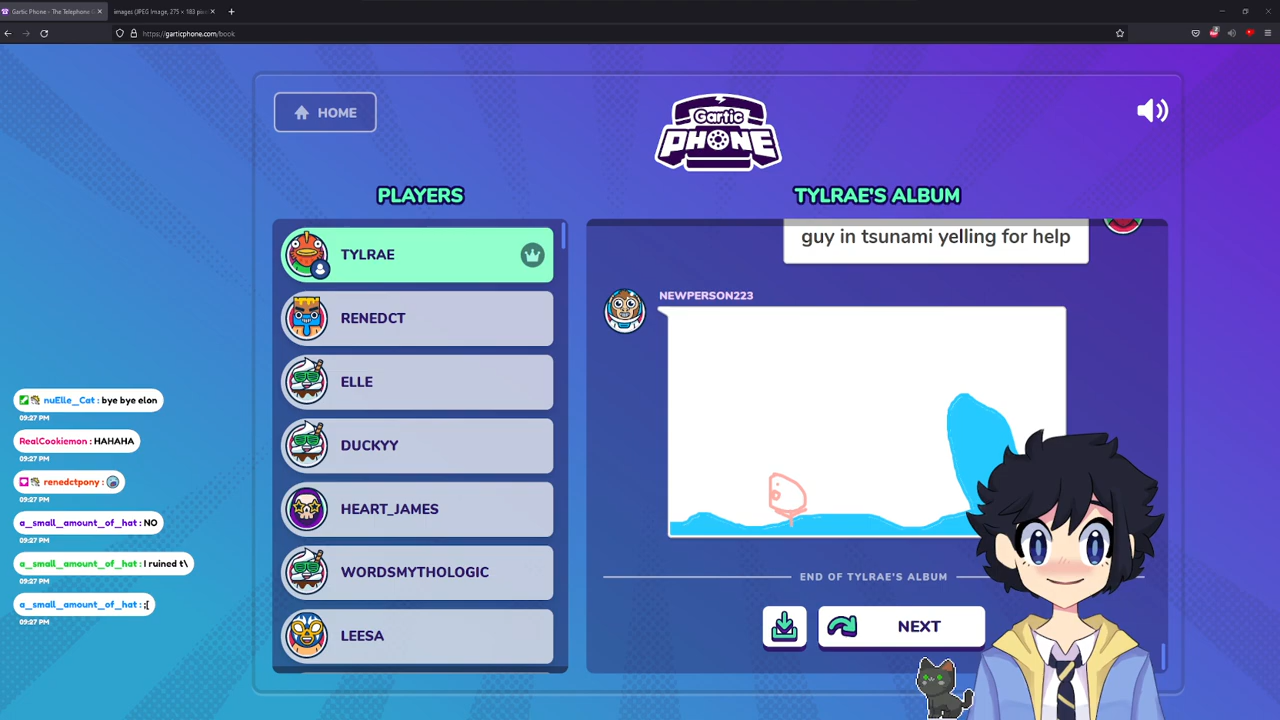 Gartic Phone - The Telephone G
images (JPEG Image, 275 × 183 pixe
https://garticphone.com/book
HOME
Gartic
PHONE
PLAYERS
TYLRAE'S ALBUM
TYLRAE
RENEDCT
ELLE
DUCKYY
HEART_JAMES
WORDSMYTHOLOGIC
LEESA
guy in tsunami yelling for help
NEWPERSON223
END OF TYLRAE'S ALBUM
NEXT
nuElle_Cat : bye bye elon
09:27 PM
RealCookiemon : HAHAHA
09:27 PM
renedctpony :
09:27 PM
a_small_amount_of_hat : NO
09:27 PM
a_small_amount_of_hat : I ruined t\
09:27 PM
a_small_amount_of_hat : ;[
09:27 PM